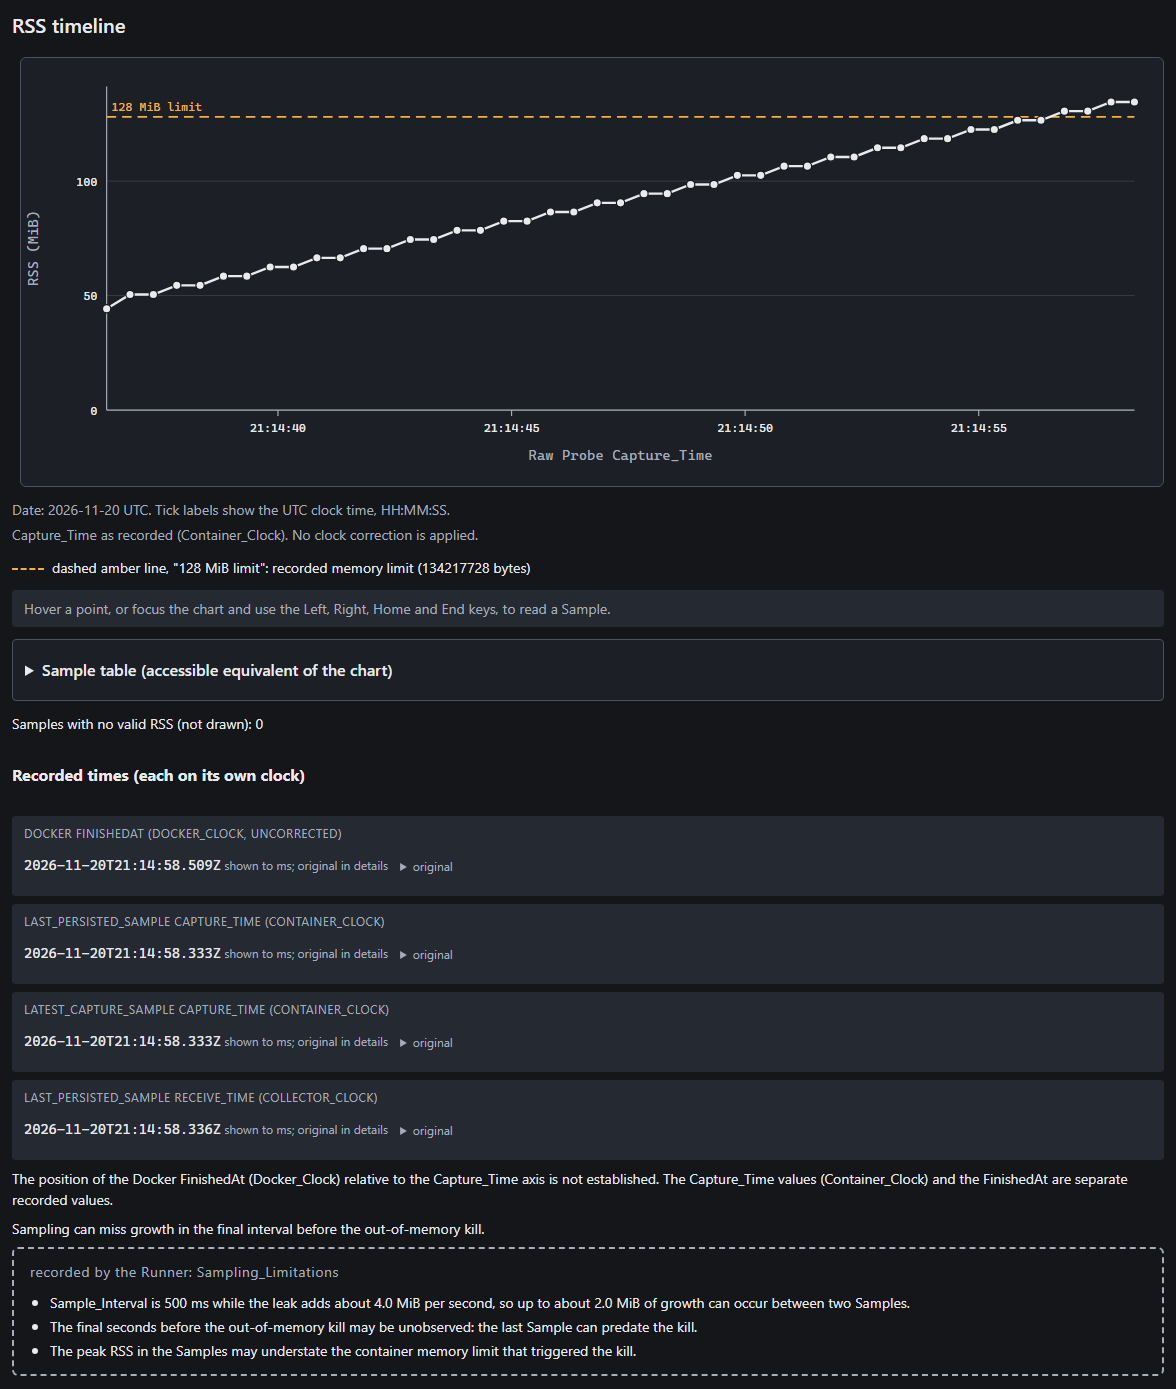 RSS timeline
128 MiB limit
100
50
0
RSS (MiB)
21:14:40 21:14:45 21:14:50 21:14:55
Raw Probe Capture_Time
Date: 2026-11-20 UTC. Tick labels show the UTC clock time, HH:MM:SS.
Capture_Time as recorded (Container_Clock). No clock correction is applied.
dashed amber line, "128 MiB limit": recorded memory limit (134217728 bytes)
Hover a point, or focus the chart and use the Left, Right, Home and End keys, to read a Sample.
Sample table (accessible equivalent of the chart)
Samples with no valid RSS (not drawn): 0
Recorded times (each on its own clock)
DOCKER FINISHEDAT (DOCKER_CLOCK, UNCORRECTED)
2026-11-20T21:14:58.509Z shown to ms; original in details ▶ original
LAST_PERSISTED_SAMPLE CAPTURE_TIME (CONTAINER_CLOCK)
2026-11-20T21:14:58.333Z shown to ms; original in details ▶ original
LATEST_CAPTURE_SAMPLE CAPTURE_TIME (CONTAINER_CLOCK)
2026-11-20T21:14:58.333Z shown to ms; original in details ▶ original
LAST_PERSISTED_SAMPLE RECEIVE_TIME (COLLECTOR_CLOCK)
2026-11-20T21:14:58.336Z shown to ms; original in details ▶ original
The position of the Docker FinishedAt (Docker_Clock) relative to the Capture_Time axis is not established. The Capture_Time values (Container_Clock) and the FinishedAt are separate
recorded values.
Sampling can miss growth in the final interval before the out-of-memory kill.
recorded by the Runner: Sampling_Limitations
• Sample_Interval is 500 ms while the leak adds about 4.0 MiB per second, so up to about 2.0 MiB of growth can occur between two Samples.
• The final seconds before the out-of-memory kill may be unobserved: the last Sample can predate the kill.
• The peak RSS in the Samples may understate the container memory limit that triggered the kill.